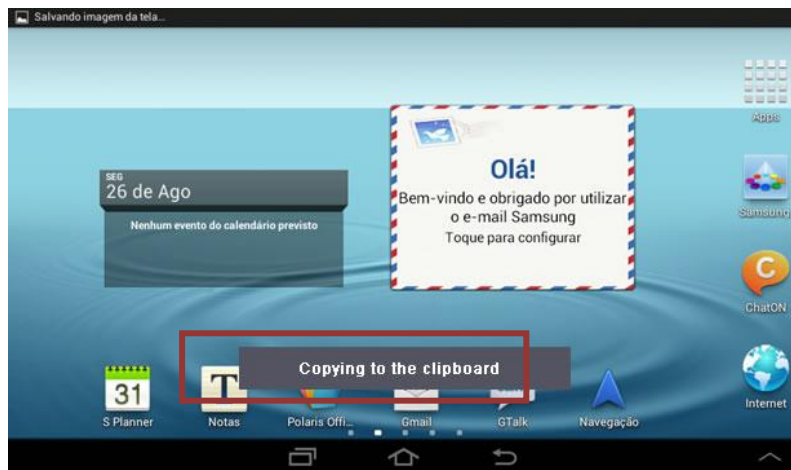 Salvando imagem da tela...
Apps
SEG
26 de Ago
Nenhum evento do calendário previsto
Olá!
Bem-vindo e obrigado por utilizar
o e-mail Samsung
Toque para configurar
Samsung
C
ChatON
Copying to the clipboard
31
T
S Planner
Notas
Polaris Offi...
Gmail
GTalk
Navegação
Internet